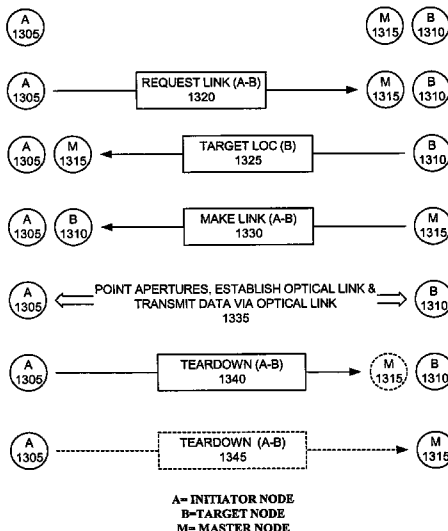 A 1305 M 1315 B 1310
A 1305 REQUEST LINK (A-B) 1320 M 1315 B 1310
A 1305 M 1315 TARGET LOC (B) 1325 B 1310
A 1305 B 1310 MAKE LINK (A-B) 1330 M 1315
A 1305 POINT APERTURES, ESTABLISH OPTICAL LINK & TRANSMIT DATA VIA OPTICAL LINK 1335 B 1310
A 1305 TEARDOWN (A-B) 1340 M 1315 B 1310
A 1305 TEARDOWN (A-B) 1345 M 1315
A= INITIATOR NODE
B=TARGET NODE
M= MASTER NODE